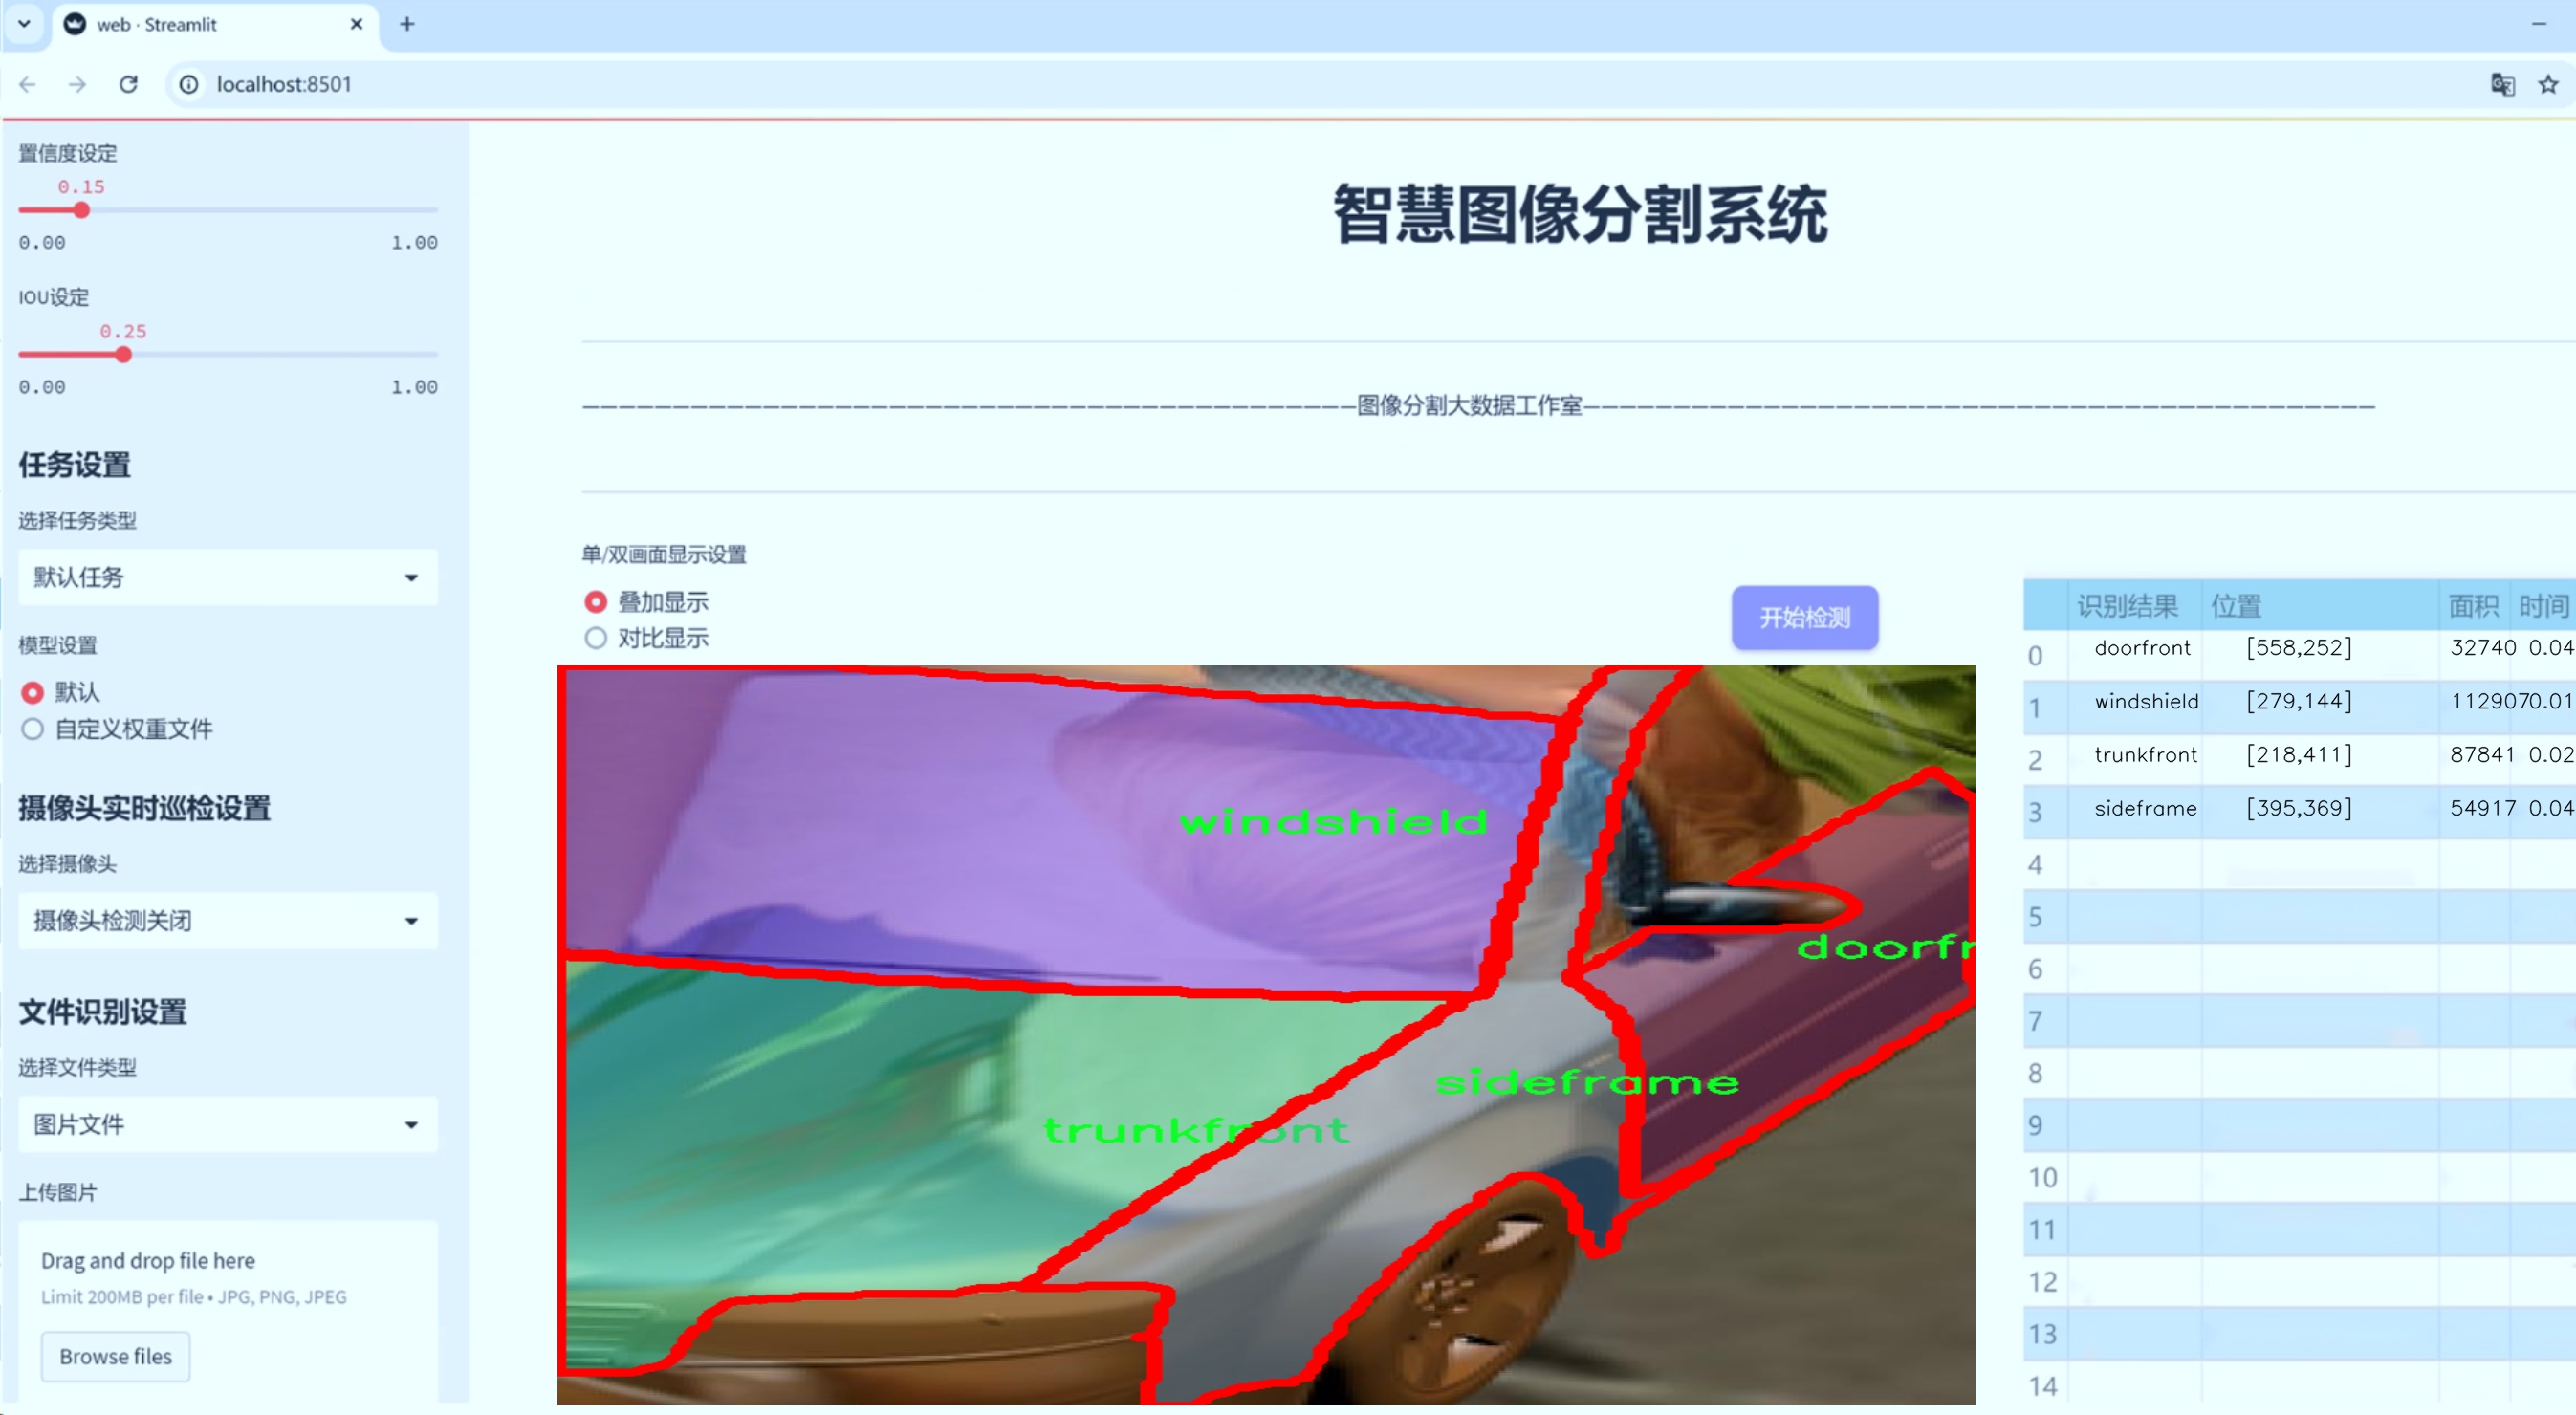 web · Streamlit
localhost:8501
置信度设定
0.15
0.00 1.00
IOU设定
0.25
0.00 1.00
任务设置
选择任务类型
默认任务
模型设置
默认
自定义权重文件
摄像头实时巡检设置
选择摄像头
摄像头检测关闭
文件识别设置
选择文件类型
图片文件
上传图片
Drag and drop file here
Limit 200MB per file • JPG, PNG, JPEG
Browse files
智慧图像分割系统
图像分割大数据工作室
单/双画面显示设置
叠加显示
对比显示
开始检测
windshield
doorfr
sideframe
trunkfront
识别结果 位置 面积 时间
0 doorfront [558,252] 32740 0.04
1 windshield [279,144] 1129070.01
2 trunkfront [218,411] 87841 0.02
3 sideframe [395,369] 54917 0.04
4
5
6
7
8
9
10
11
12
13
14